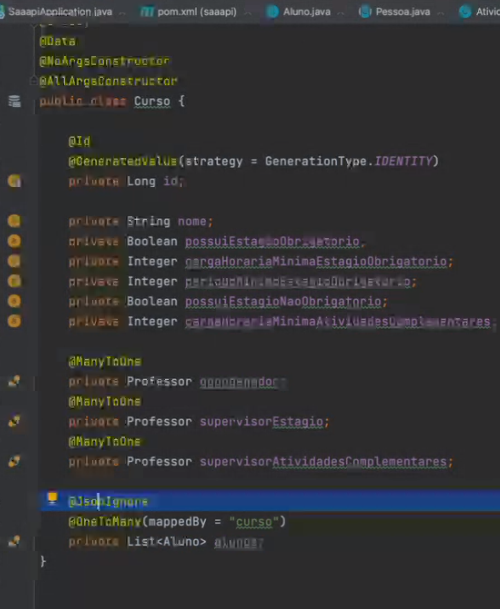 SaaapiApplication.java pom.xml (saaapi) Aluno.java Pessoa.java
@Data
@NoArgsConstructor
@AllArgsConstructor
public class Curso {
@Id
@GeneratedValue(strategy = GenerationType.IDENTITY)
private Long id;
private String nome;
private Boolean possuiEstagioObrigatorio;
private Integer cargaHorariaMinimaEstagioObrigatorio;
private Integer periodoMinimoEstagioObrigatorio;
private Boolean possuiEstagioNaoObrigatorio;
private Integer cargaHorariaMinimaAtividadesComplementares;
@ManyToOne
private Professor coordenador;
@ManyToOne
private Professor supervisorEstagio;
@ManyToOne
private Professor supervisorAtividadesComplementares;
@JsonIgnore
@OneToMany(mappedBy = "curso")
private List<Aluno> alunos;
}